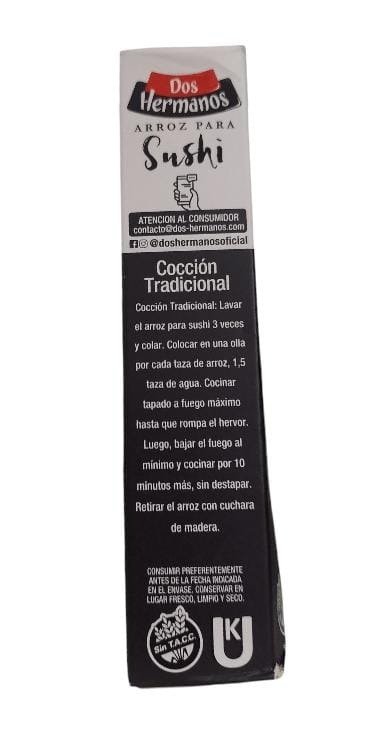 Dos
Hermanos
ARROZ PARA
Sushi
ATENCION AL CONSUMIDOR
contacto@dos-hermanos.com
@doshermanosoficial
Cocción
Tradicional
Cocción Tradicional: Lavar
el arroz para sushi 3 veces
y colar. Colocar en una olla
por cada taza de arroz, 1,5
taza de agua. Cocinar
tapado a fuego máximo
hasta que rompa el hervor.
Luego, bajar el fuego al
mínimo y cocinar por 10
minutos más, sin destapar.
Retirar el arroz con cuchara
de madera.
CONSUMIR PREFERENTEMENTE
ANTES DE LA FECHA INDICADA
EN EL ENVASE. CONSERVAR EN
LUGAR FRESCO, LIMPIO Y SECO.
Sin T.A.C.C.
UK